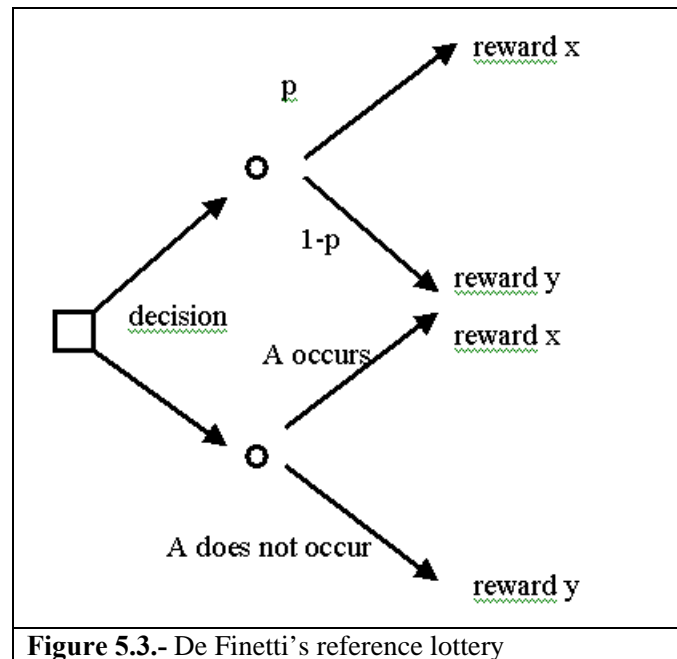 reward x
p
1-p
reward y
decision
reward x
A occurs
A does not occur
reward y
Figure 5.3.- De Finetti’s reference lottery